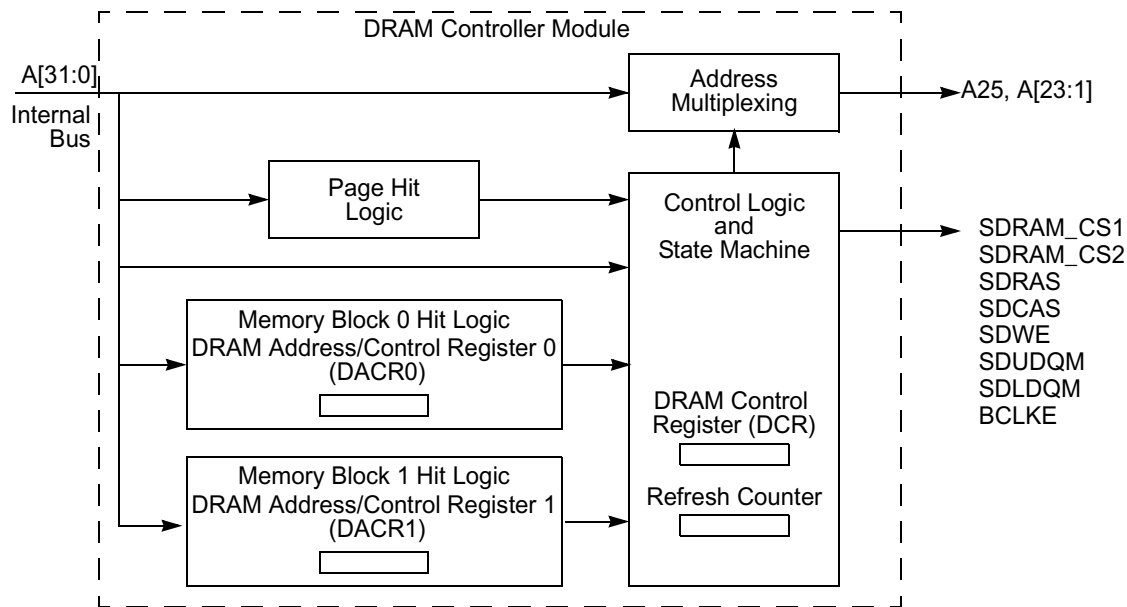 DRAM Controller Module
A[31:0]
Internal
Bus
Address
Multiplexing
A25, A[23:1]
Page Hit
Logic
Control Logic
and
State Machine
SDRAM_CS1
SDRAM_CS2
SDRAS
SDCAS
SDWE
SDUDQM
SDLDQM
BCLKE
Memory Block 0 Hit Logic
DRAM Address/Control Register 0
(DACR0)
DRAM Control
Register (DCR)
Memory Block 1 Hit Logic
DRAM Address/Control Register 1
(DACR1)
Refresh Counter